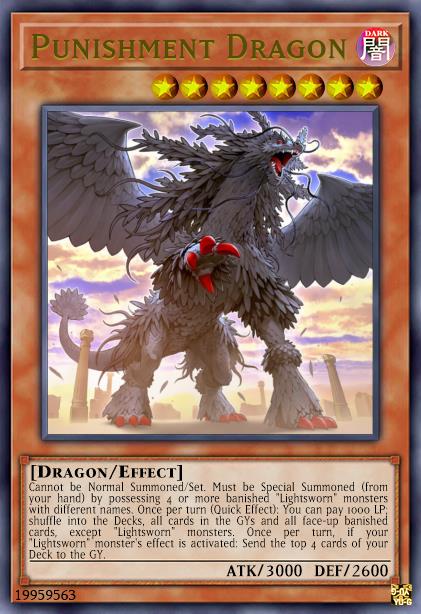 PUNISHMENT DRAGON
DARK
闇
[DRAGON/EFFECT]
Cannot be Normal Summoned/Set. Must be Special Summoned (from
your hand) by possessing 4 or more banished "Lightsworn" monsters
with different names. Once per turn (Quick Effect): You can pay 1000 LP;
shuffle into the Decks, all cards in the GYs and all face-up banished
cards, except "Lightsworn" monsters. Once per turn, if your
"Lightsworn" monster's effect is activated: Send the top 4 cards of your
Deck to the GY.
ATK/3000 DEF/2600
19959563